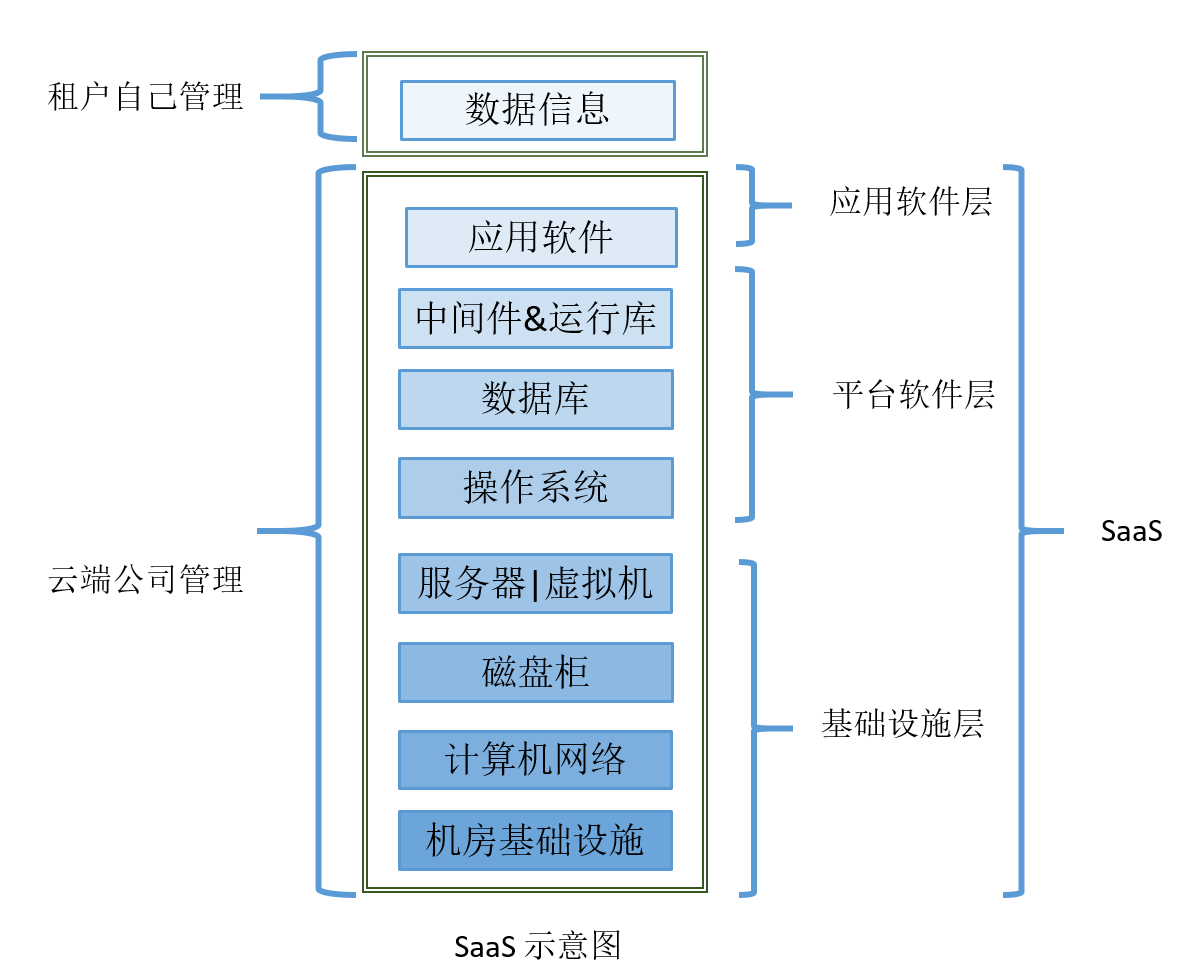 租户自己管理
数据信息
应用软件
应用软件层
中间件&运行库
数据库
平台软件层
操作系统
SaaS
云端公司管理
服务器|虚拟机
磁盘柜
基础设施层
计算机网络
机房基础设施
SaaS 示意图